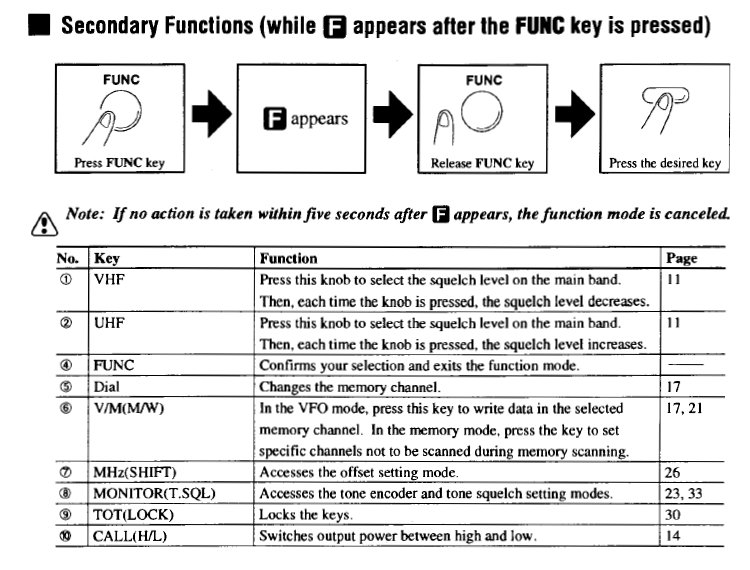 ■ Secondary Functions (while F appears after the FUNC key is pressed)
FUNC
Press FUNC key
F appears
FUNC
Release FUNC key
Press the desired key
Note: If no action is taken within five seconds after F appears, the function mode is canceled.
No. Key Function Page
① VHF Press this knob to select the squelch level on the main band. 11
Then, each time the knob is pressed, the squelch level decreases.
② UHF Press this knob to select the squelch level on the main band. 11
Then, each time the knob is pressed, the squelch level increases.
④ FUNC Confirms your selection and exits the function mode. ——
⑤ Dial Changes the memory channel. 17
⑥ V/M(M/W) In the VFO mode, press this key to write data in the selected 17, 21
memory channel. In the memory mode, press the key to set
specific channels not to be scanned during memory scanning.
⑦ MHz(SHIFT) Accesses the offset setting mode. 26
⑧ MONITOR(T.SQL) Accesses the tone encoder and tone squelch setting modes. 23, 33
⑨ TOT(LOCK) Locks the keys. 30
⑩ CALL(H/L) Switches output power between high and low. 14